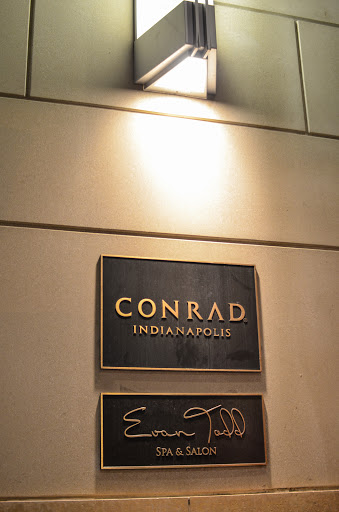 CONRAD
INDIANAPOLIS
Evan Todd
SPA & SALON